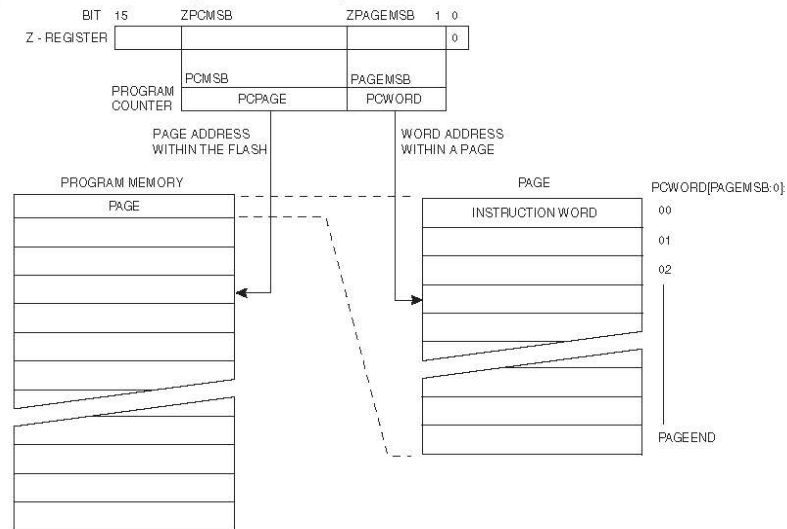 BIT 15 ZPCMSB ZPAGEMSB 1 0
Z - REGISTER 0
PCMSB PAGEMSB
PROGRAM
COUNTER
PCPAGE PCWORD
PAGE ADDRESS
WITHIN THE FLASH
WORD ADDRESS
WITHIN A PAGE
PROGRAM MEMORY
PAGE
PAGE
PCWORD[PAGEMSB:0]:
INSTRUCTION WORD
00
01
02
PAGEEND